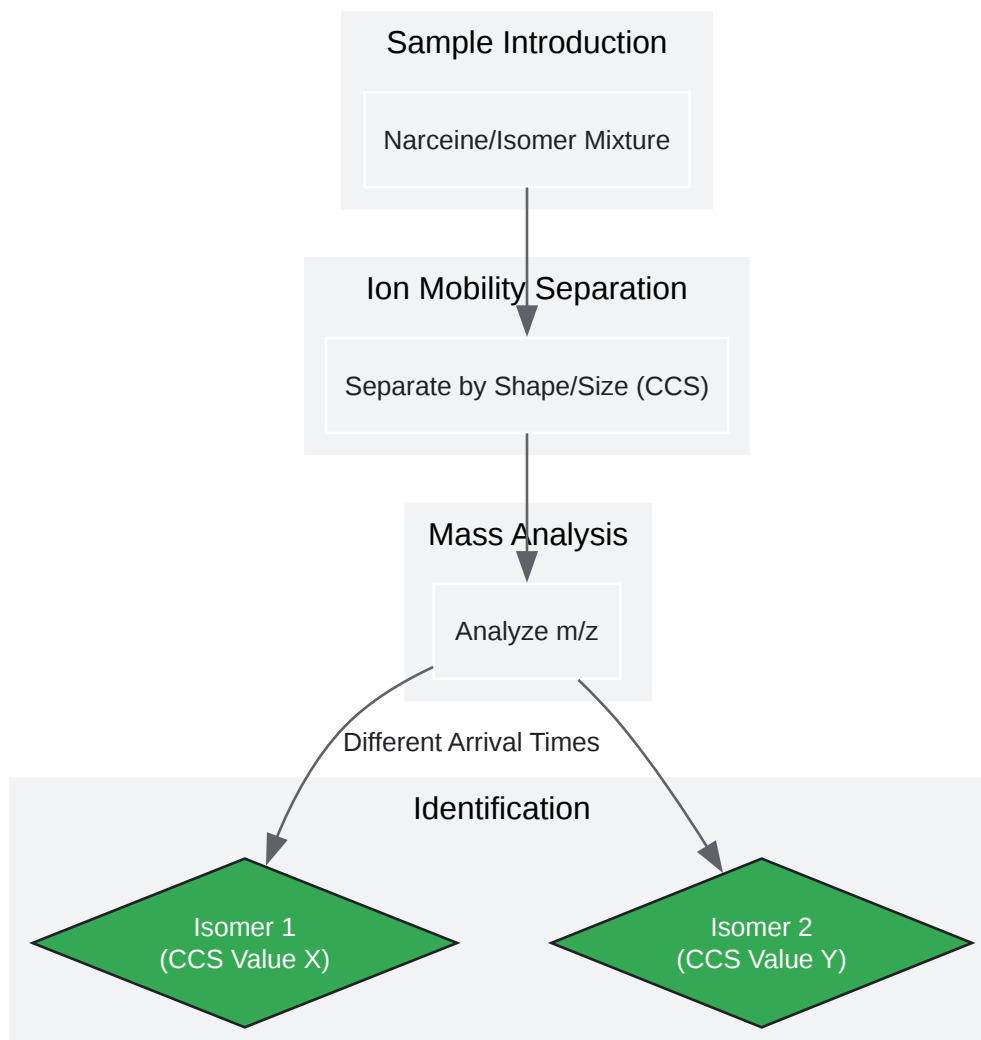 Sample Introduction
Narceine/Isomer Mixture
Ion Mobility Separation
Separate by Shape/Size (CCS)
Mass Analysis
Analyze m/z
Different Arrival Times
Identification
Isomer 1
(CCS Value X)
Isomer 2
(CCS Value Y)